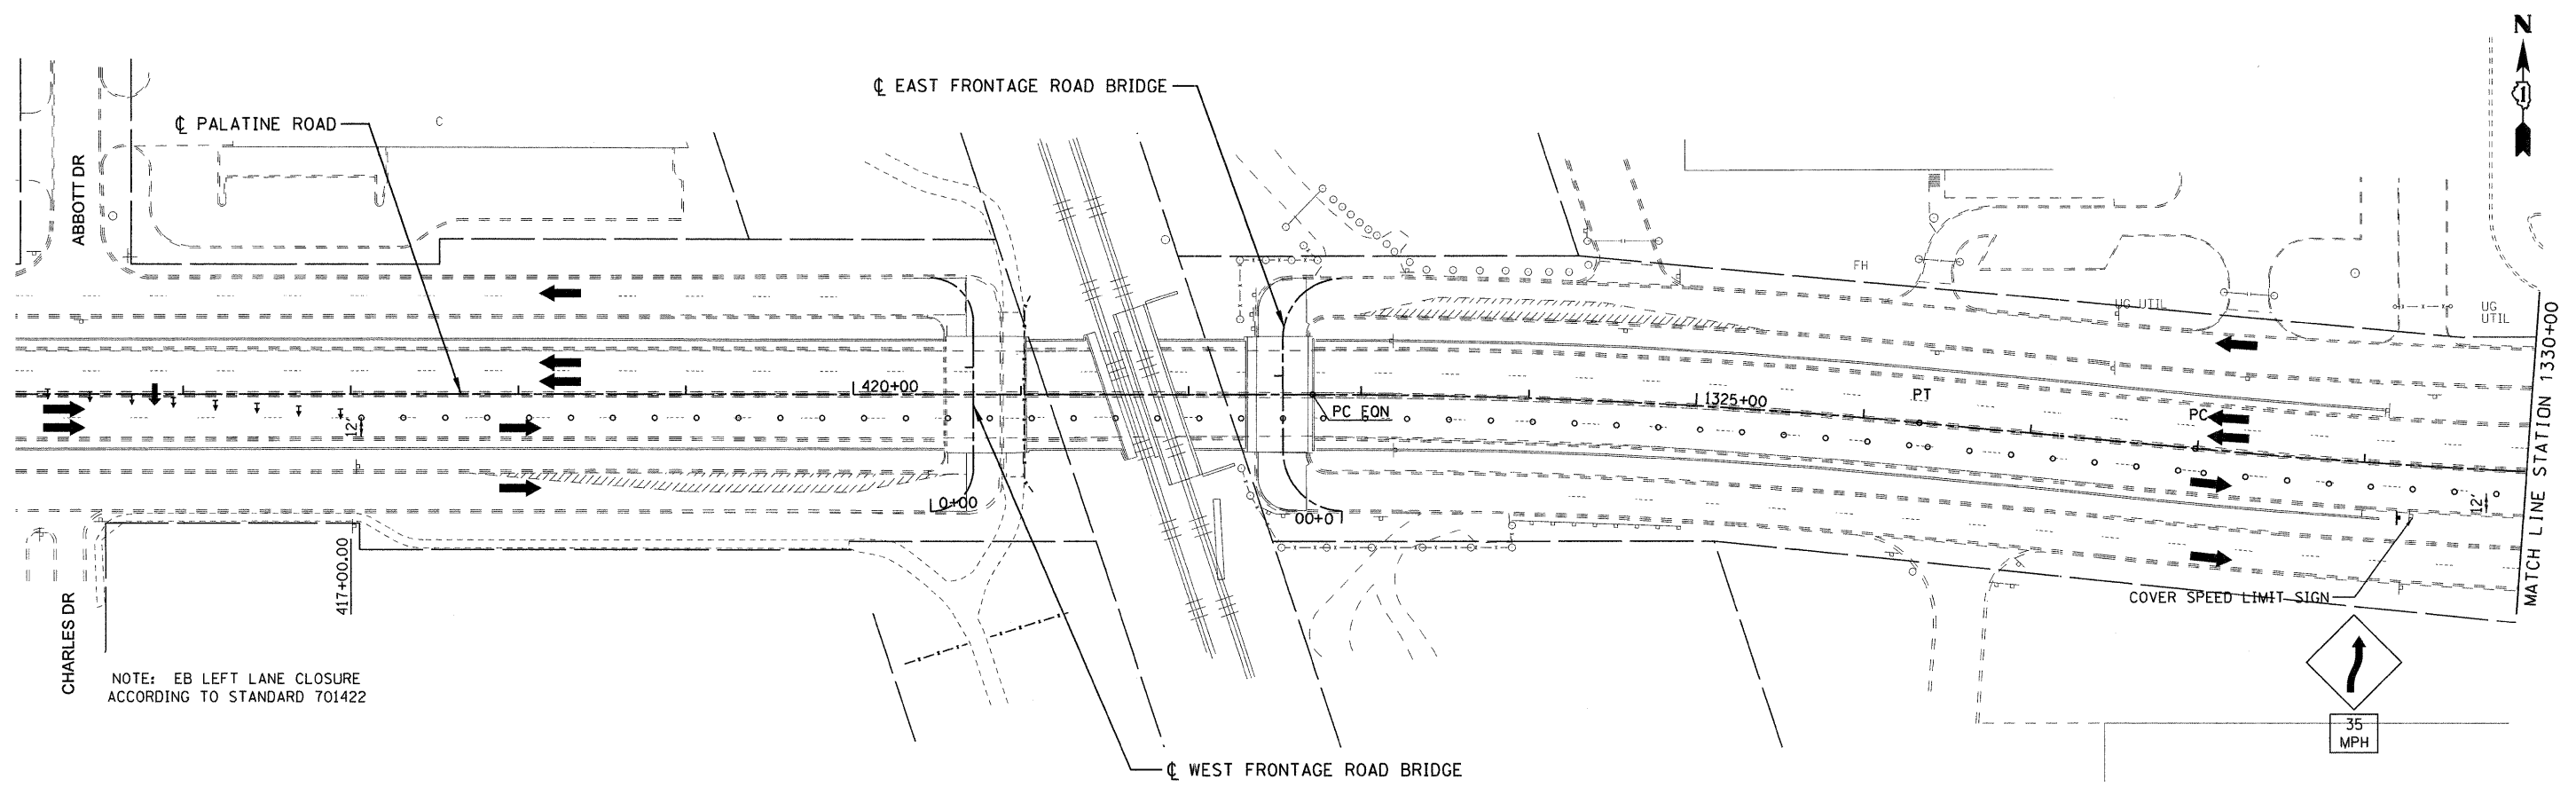 N
1
℄ EAST FRONTAGE ROAD BRIDGE
℄ PALATINE ROAD
C
ABBOTT DR
FH
UG UTIL
UG
UTIL
MATCH LINE STATION 1330+00
420+00
1325+00
PT
PC
PC EQN
12'
12'
0+00
00+0
417+00.00
CHARLES DR
COVER SPEED LIMIT SIGN
NOTE: EB LEFT LANE CLOSURE
ACCORDING TO STANDARD 701422
35
MPH
℄ WEST FRONTAGE ROAD BRIDGE